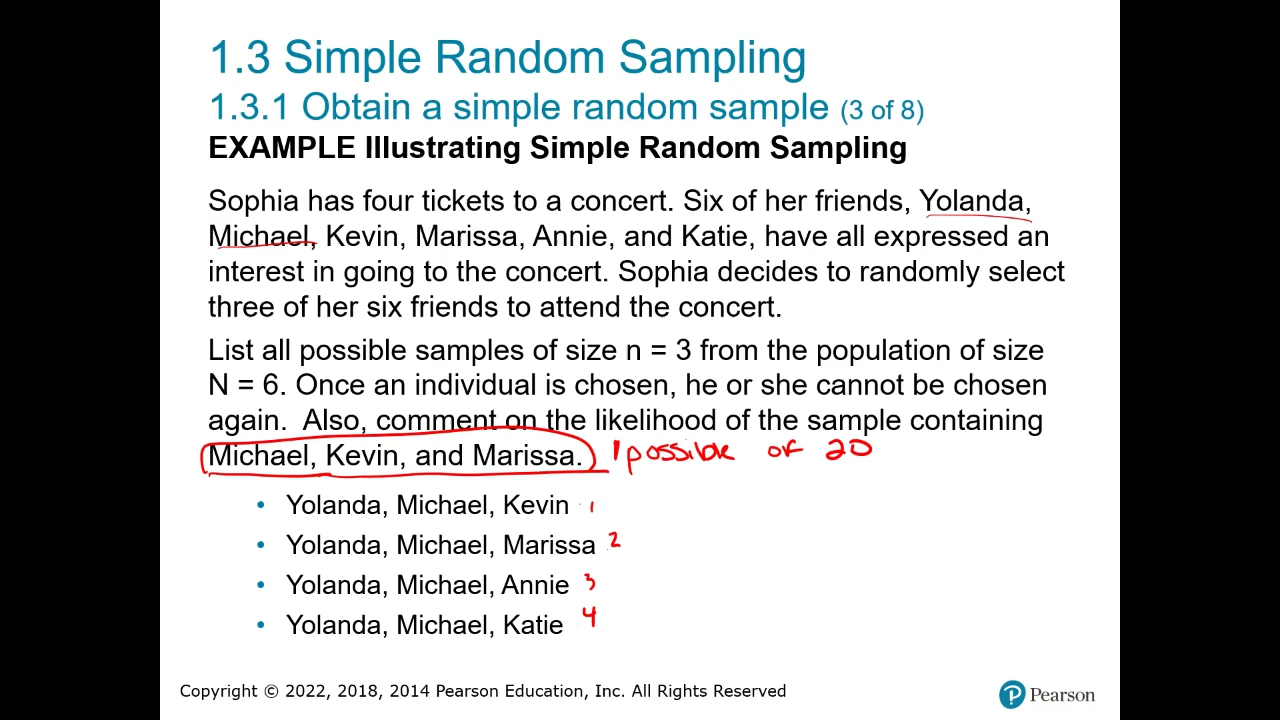 1.3 Simple Random Sampling
1.3.1 Obtain a simple random sample (3 of 8)
EXAMPLE Illustrating Simple Random Sampling
Sophia has four tickets to a concert. Six of her friends, Yolanda,
Michael, Kevin, Marissa, Annie, and Katie, have all expressed an
interest in going to the concert. Sophia decides to randomly select
three of her six friends to attend the concert.
List all possible samples of size n = 3 from the population of size
N = 6. Once an individual is chosen, he or she cannot be chosen
again. Also, comment on the likelihood of the sample containing
Michael, Kevin, and Marissa. 1 possible of 20
• Yolanda, Michael, Kevin 1
• Yolanda, Michael, Marissa 2
• Yolanda, Michael, Annie 3
• Yolanda, Michael, Katie 4
Copyright © 2022, 2018, 2014 Pearson Education, Inc. All Rights Reserved
P Pearson